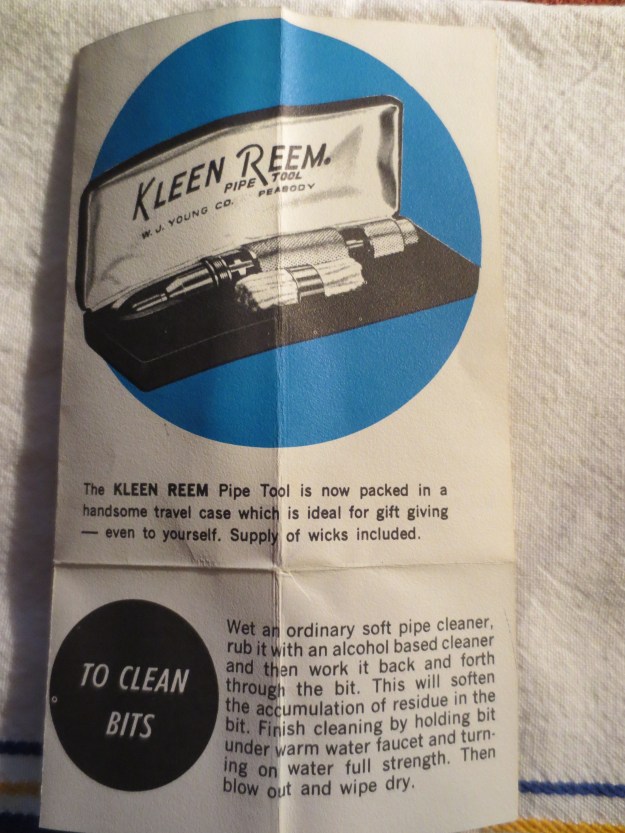 KLEEN REEM®
PIPE TOOL
W. J. YOUNG CO. PEABODY
The KLEEN REEM Pipe Tool is now packed in a
handsome travel case which is ideal for gift giving
— even to yourself. Supply of wicks included.
TO CLEAN
BITS
Wet an ordinary soft pipe cleaner,
rub it with an alcohol based cleaner
and then work it back and forth
through the bit. This will soften
the accumulation of residue in the
bit. Finish cleaning by holding bit
under warm water faucet and turn-
ing on water full strength. Then
blow out and wipe dry.